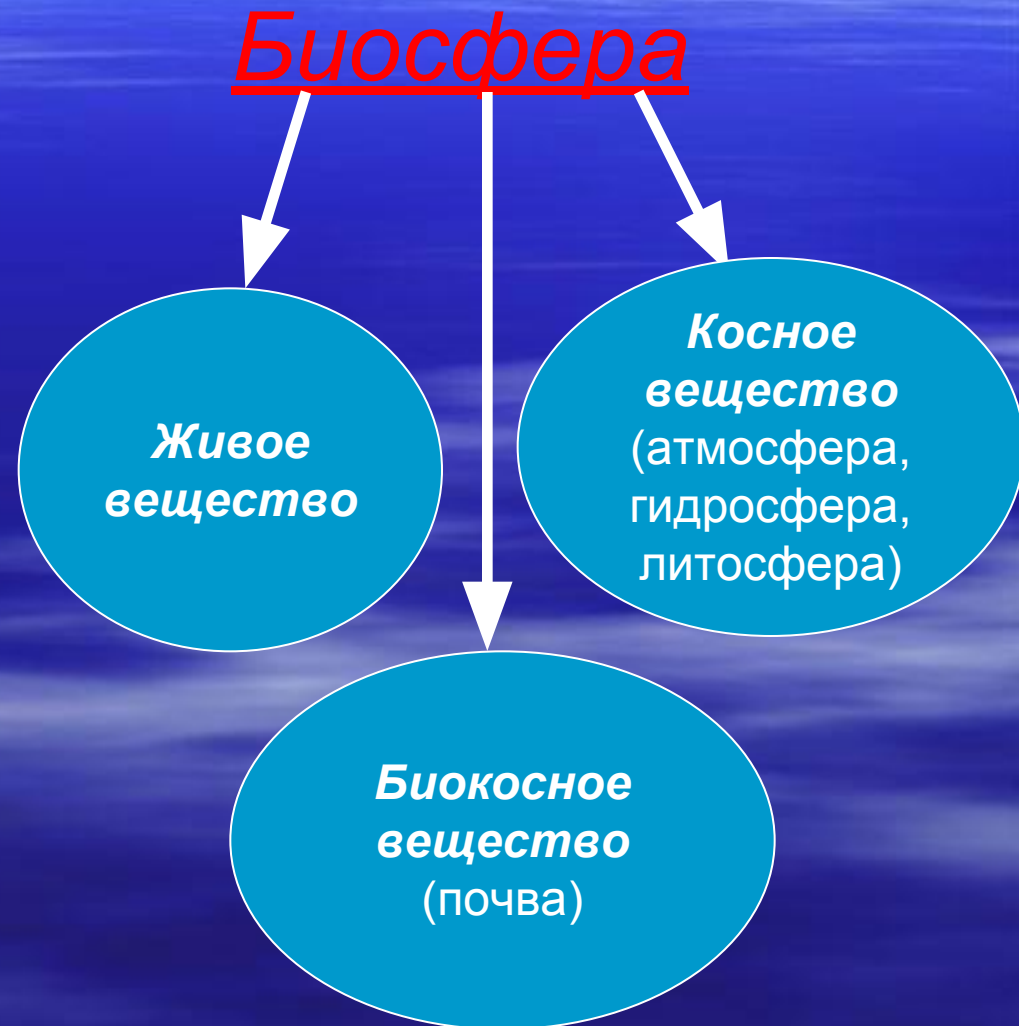 Биосфера
Живое
вещество
Косное
вещество
(атмосфера,
гидросфера,
литосфера)
Биокосное
вещество
(почва)